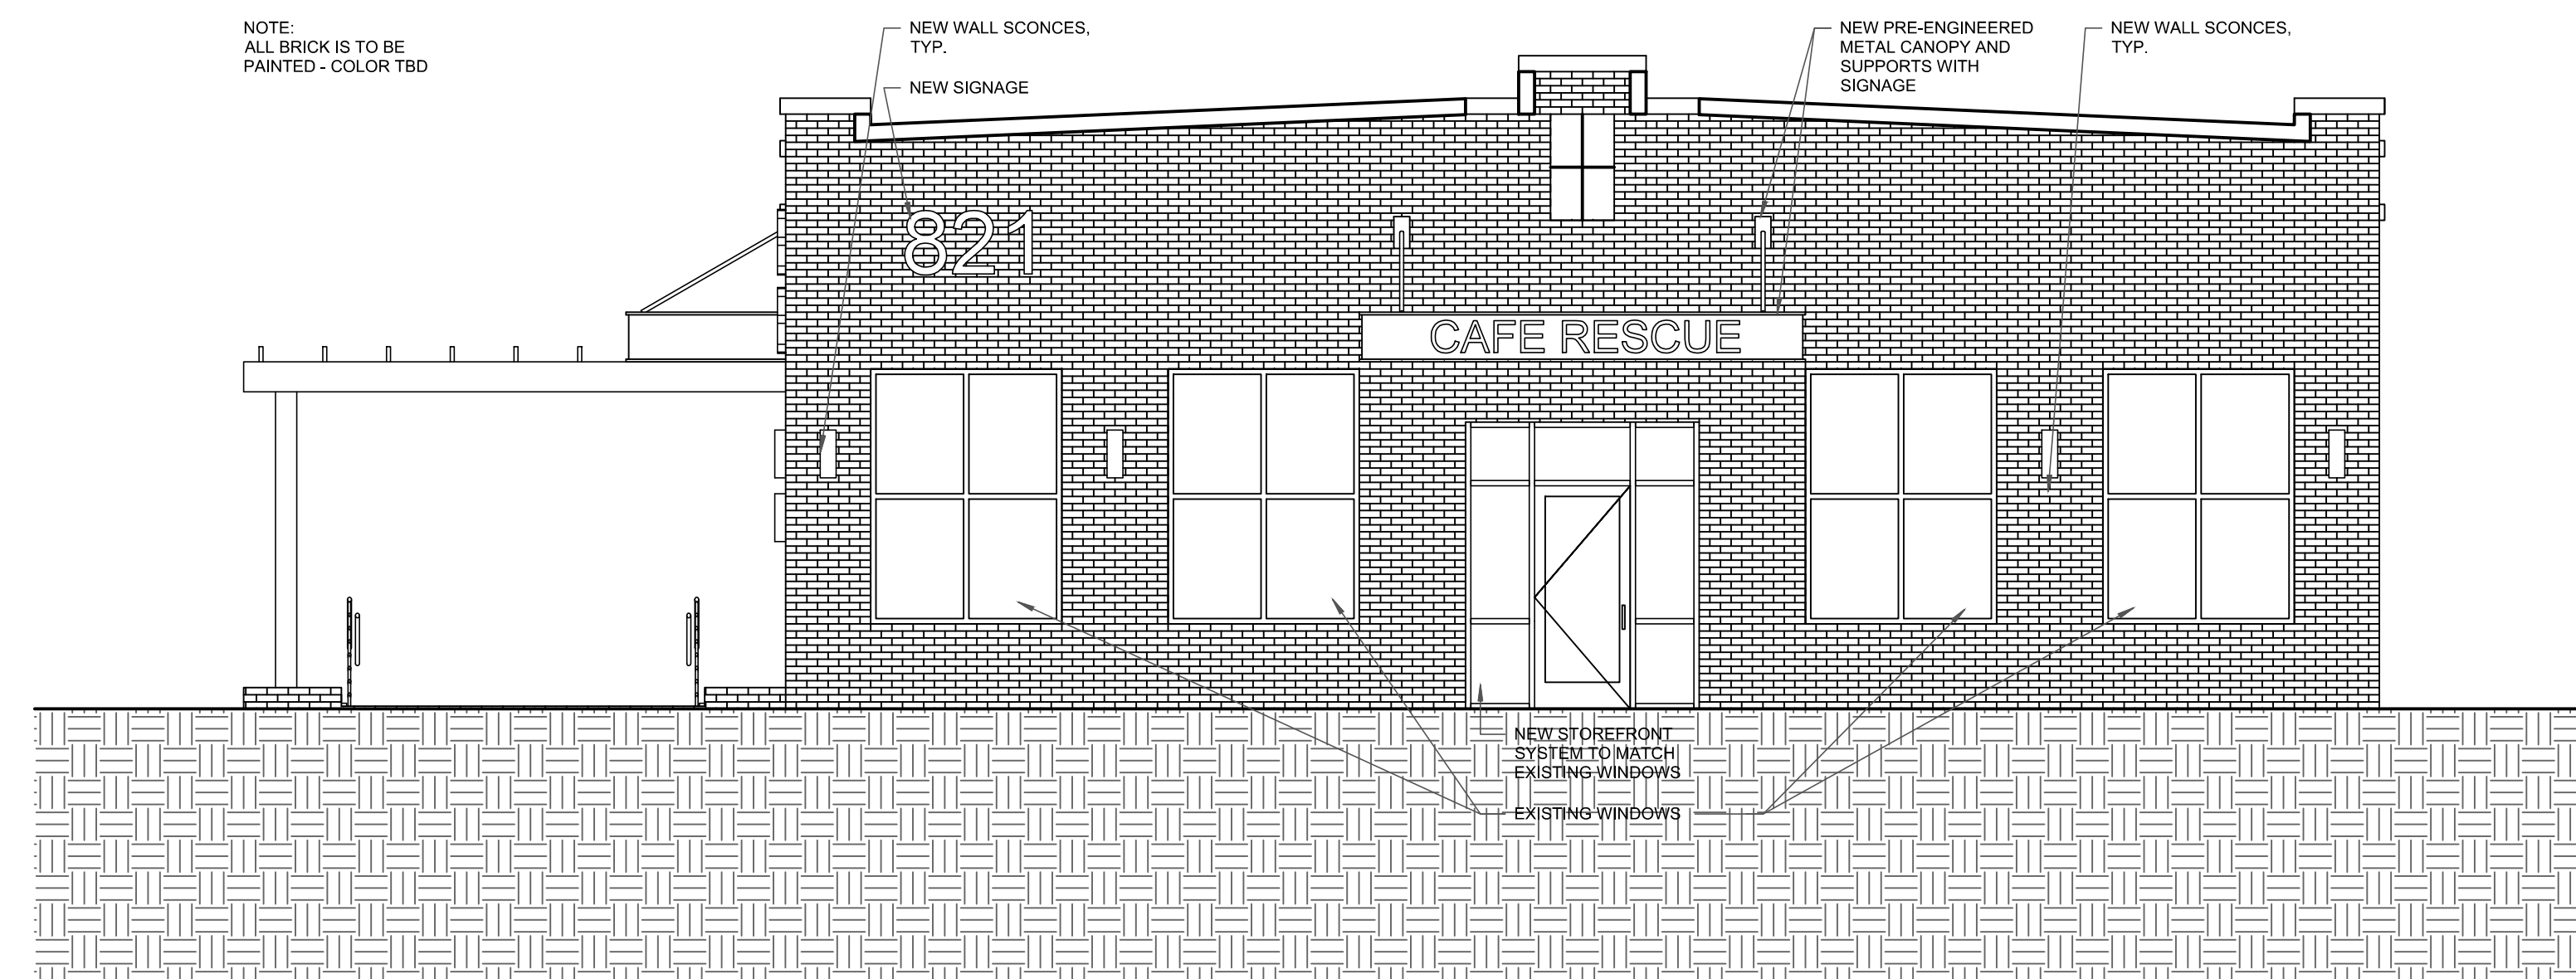 NOTE:
ALL BRICK IS TO BE
PAINTED - COLOR TBD
NEW WALL SCONCES,
TYP.
NEW SIGNAGE
NEW PRE-ENGINEERED
METAL CANOPY AND
SUPPORTS WITH
SIGNAGE
NEW WALL SCONCES,
TYP.
821
CAFE RESCUE
NEW STOREFRONT
SYSTEM TO MATCH
EXISTING WINDOWS
EXISTING WINDOWS